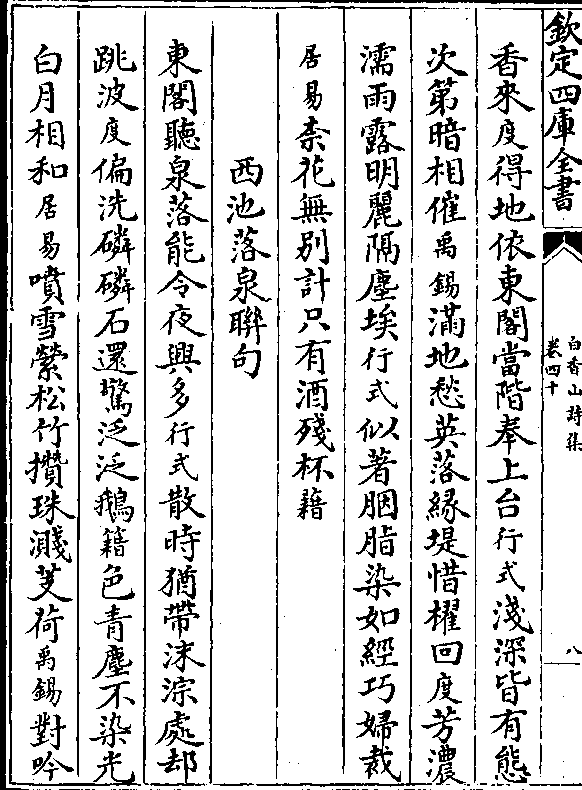 欽定四庫全書
白香山詩集
卷四十
八
香來度得地依東閣當階奉上台行式淺深皆有態
次第暗相催禹錫滿地愁英落緣堤惜櫂回度芳濃
濡雨露明麗隔塵埃行式似著胭脂染如經巧婦裁
居易柰花無別計只有酒殘杯籍
西池落泉聯句
東閣聽泉落能令夜興多行式散時猶帶沫淙處却
跳波度偏洗磷磷石還驚泛泛鵝籍色青塵不染光
白月相和居易噴雪縈松竹攢珠濺芰荷禹錫對吟